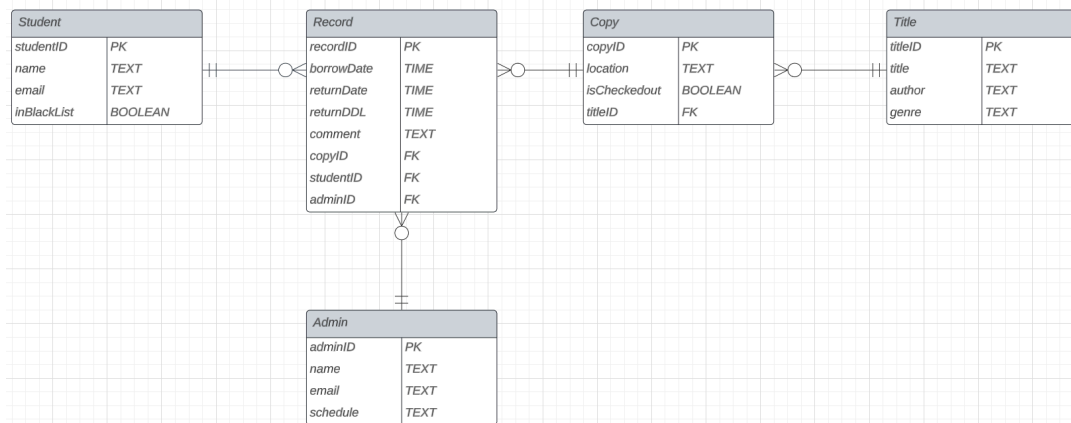 Student
studentID PK
name TEXT
email TEXT
inBlackList BOOLEAN
Record
recordID PK
borrowDate TIME
returnDate TIME
returnDDL TIME
comment TEXT
copyID FK
studentID FK
adminID FK
Copy
copyID PK
location TEXT
isCheckedout BOOLEAN
titleID FK
Title
titleID PK
title TEXT
author TEXT
genre TEXT
Admin
adminID PK
name TEXT
email TEXT
schedule TEXT